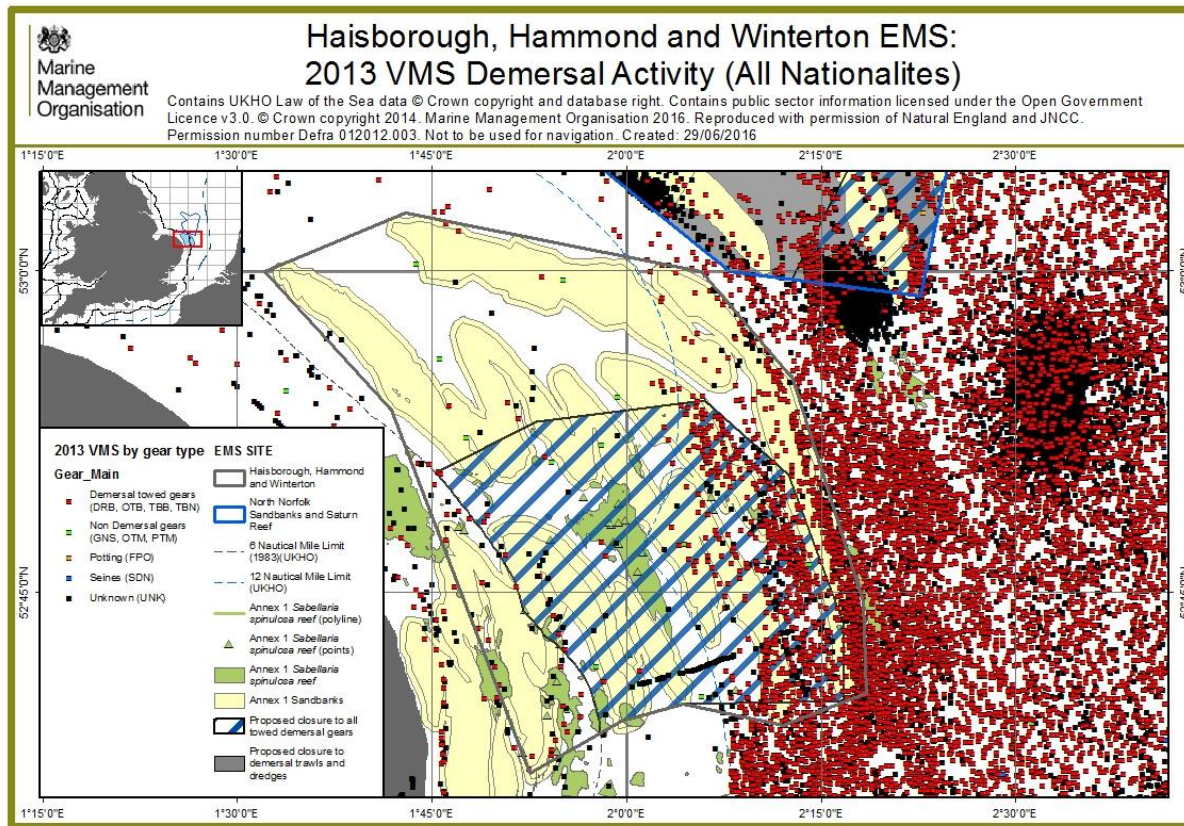 Marine
Management
Organisation
Haisborough, Hammond and Winterton EMS:
2013 VMS Demersal Activity (All Nationalites)
Contains UKHO Law of the Sea data © Crown copyright and database right. Contains public sector information licensed under the Open Government
Licence v3.0. © Crown copyright 2014. Marine Management Organisation 2016. Reproduced with permission of Natural England and JNCC.
Permission number Defra 012012.003. Not to be used for navigation. Created: 29/06/2016
1°15'0"E
1°30'0"E
1°45'0"E
2°0'0"E
2°15'0"E
2°30'0"E
53°0'0"N
53°0'0"N
52°45'0"N
52°45'0"N
2013 VMS by gear type
Gear_Main
Demersal towed gears
(DRB, OTB, TBB, TBN)
Non Demersal gears
(GNS, OTM, PTM)
Potting (FPO)
Seines (SDN)
Unknown (UNK)
EMS SITE
Haisborough, Hammond
and Winterton
North Norfolk
Sandbanks and Saturn
Reef
6 Nautical Mile Limit
(1983)(UKHO)
12 Nautical Mile Limit
(UKHO)
Annex 1 Sabellaria
spinulosa reef (polyline)
Annex 1 Sabellaria
spinulosa reef (points)
Annex 1 Sabellaria
spinulosa reef
Annex 1 Sandbanks
Proposed closure to all
towed demersal gears
Proposed closure to
demersal trawls and
dredges
1°15'0"E
1°30'0"E
1°45'0"E
2°0'0"E
2°15'0"E
2°30'0"E